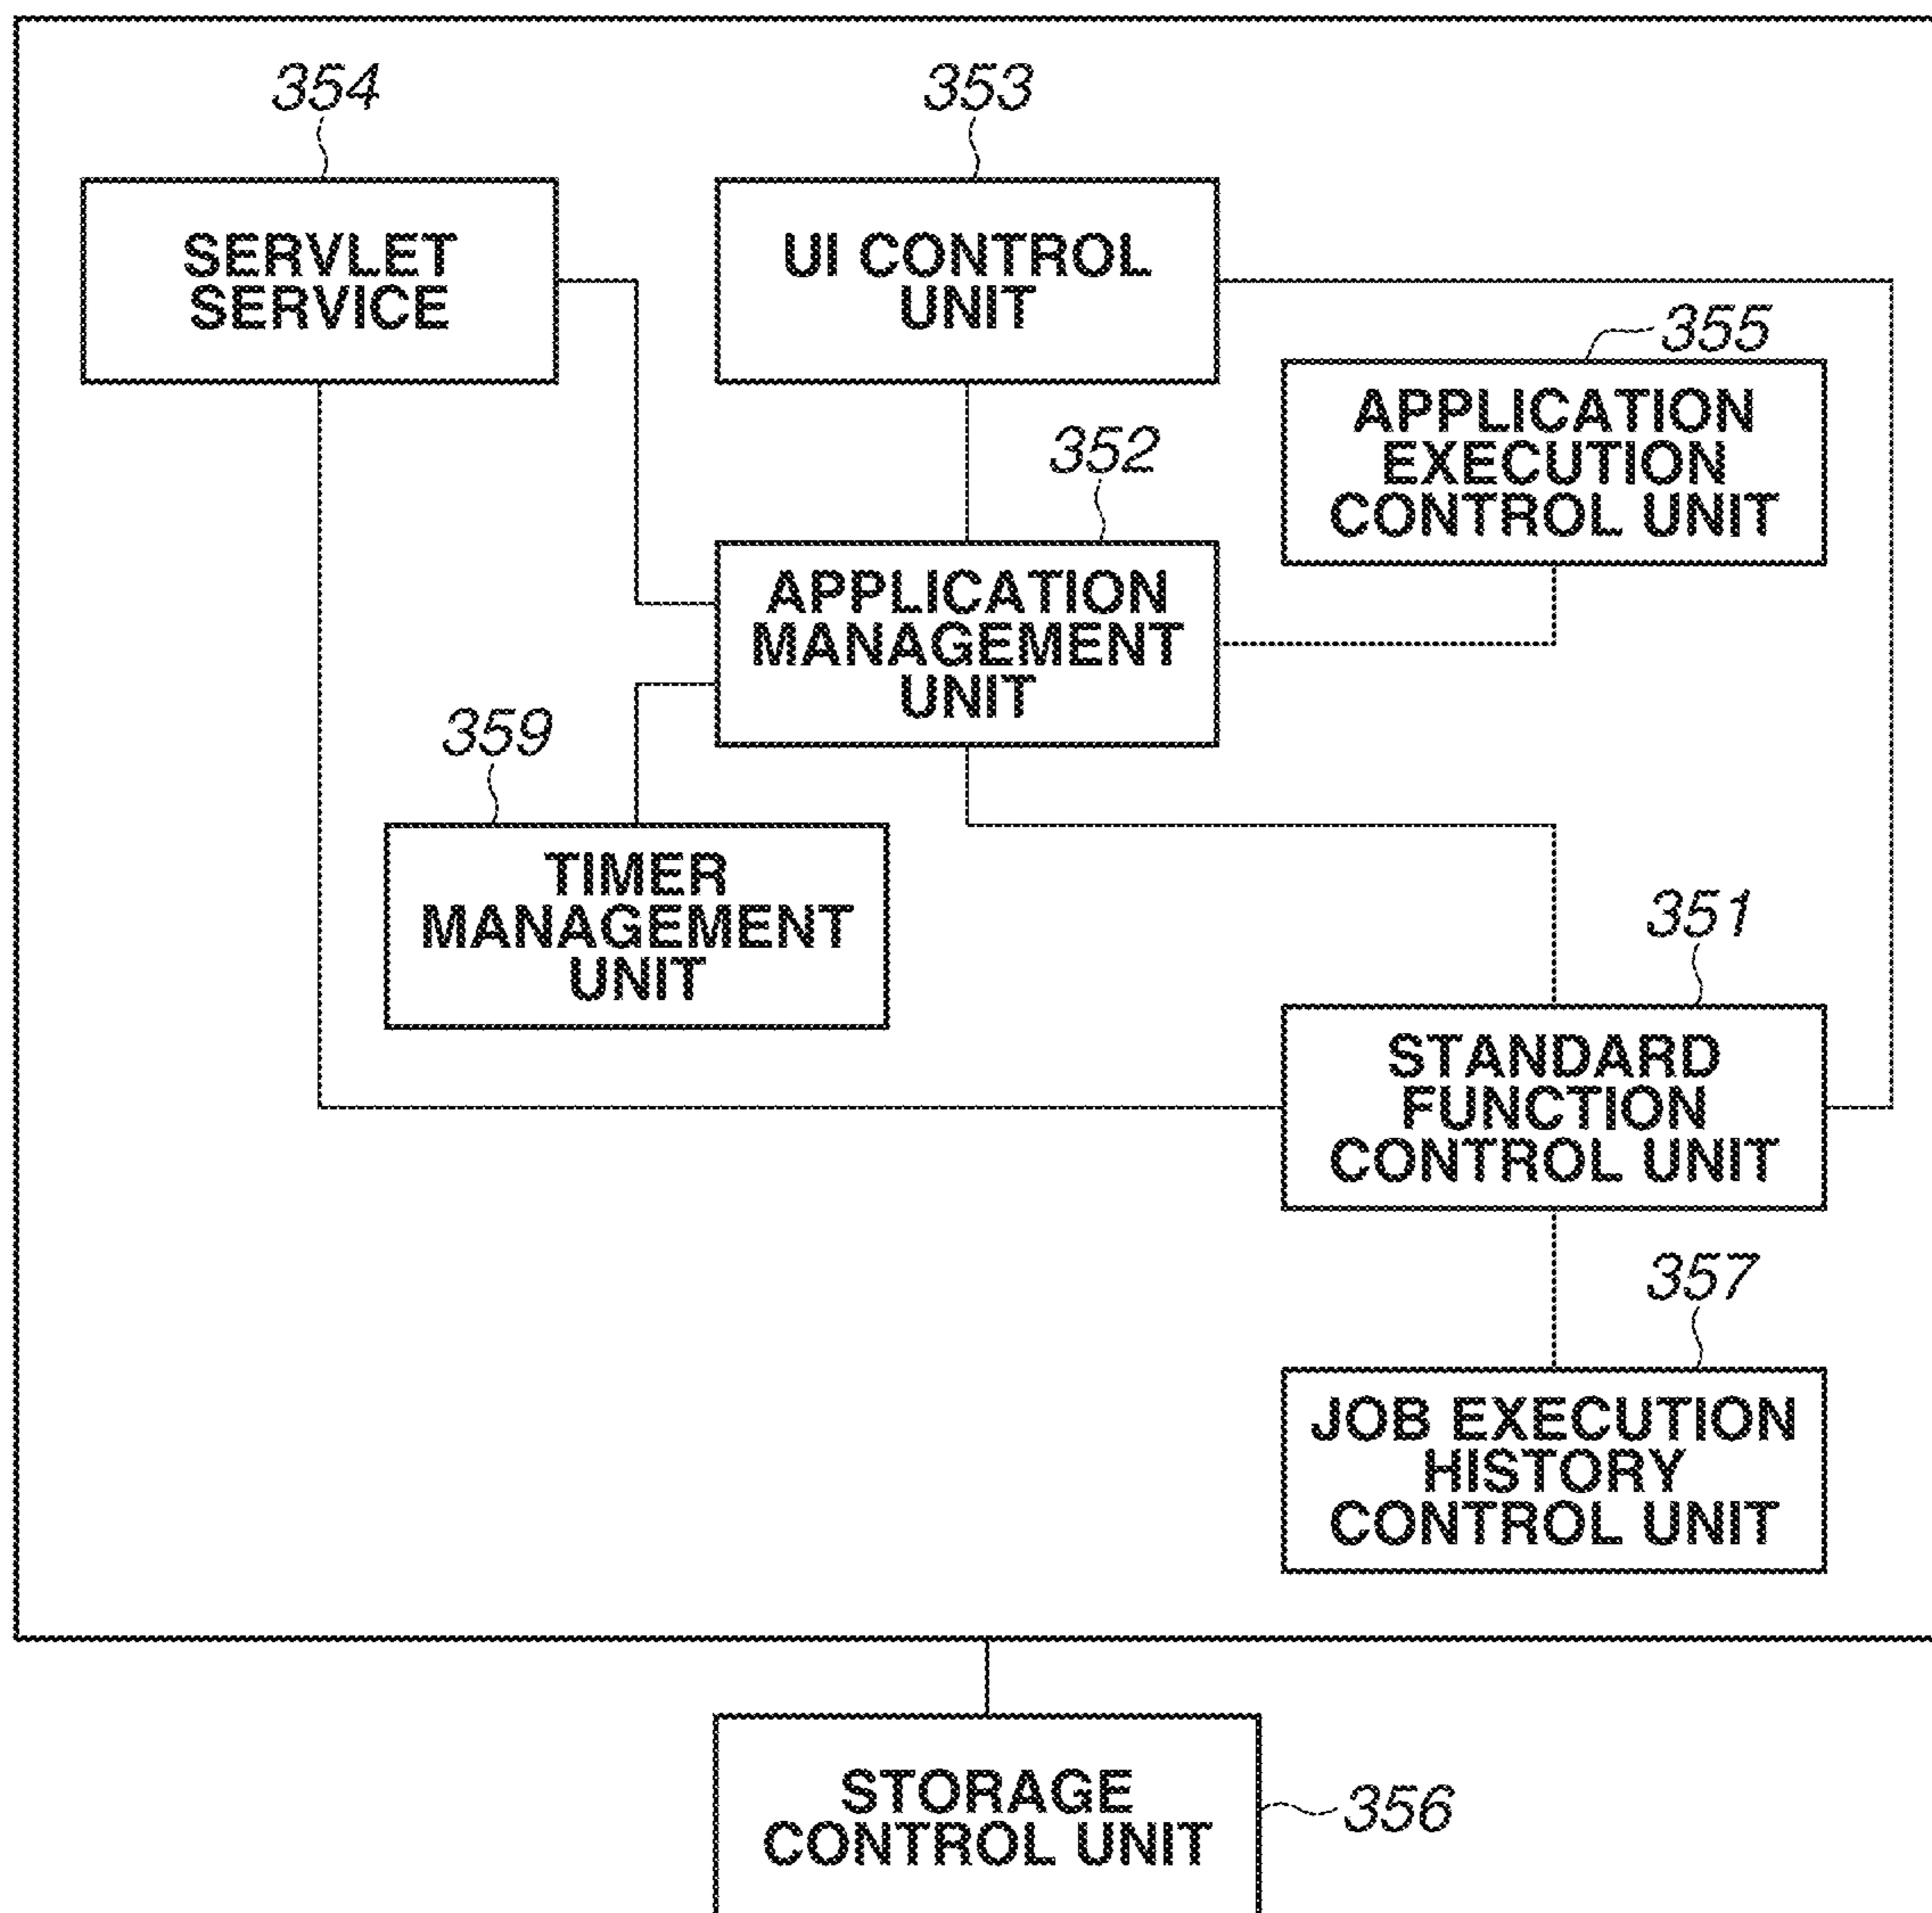 354
353
SERVLET
SERVICE
UI CONTROL
UNIT
355
APPLICATION
EXECUTION
CONTROL UNIT
352
APPLICATION
MANAGEMENT
UNIT
359
TIMER
MANAGEMENT
UNIT
351
STANDARD
FUNCTION
CONTROL UNIT
357
JOB EXECUTION
HISTORY
CONTROL UNIT
STORAGE
CONTROL UNIT
356